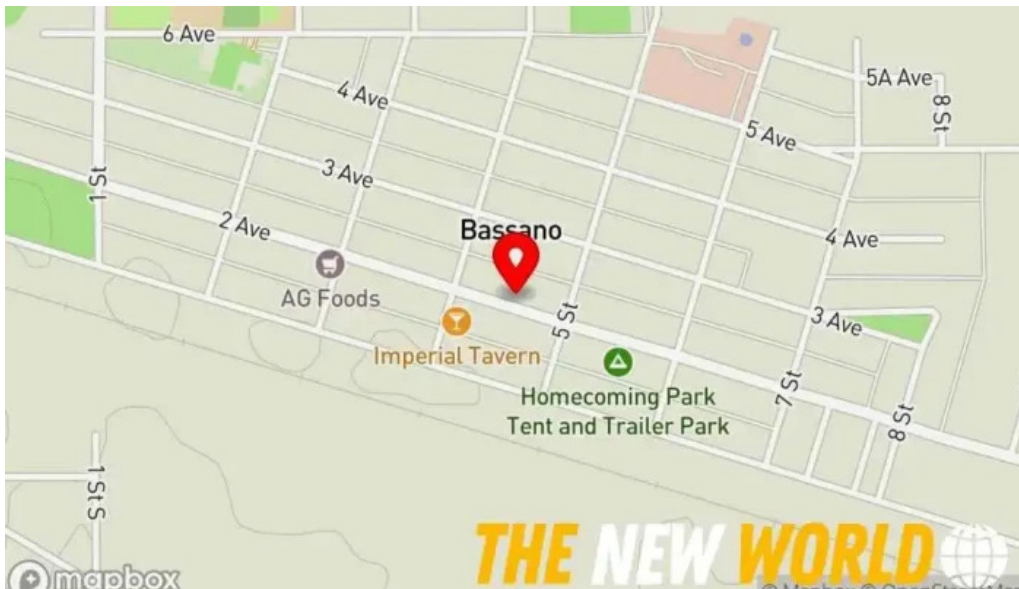 6 Ave
5A Ave
8 St
4 Ave
5 Ave
3 Ave
1 St
2 Ave
Bassano
4 Ave
AG Foods
5 St
3 Ave
Imperial Tavern
Homecoming Park
Tent and Trailer Park
7 St
8 St
1 St S
THE NEW WORLD
mapbox
© Mapbox © OpenStreetMap